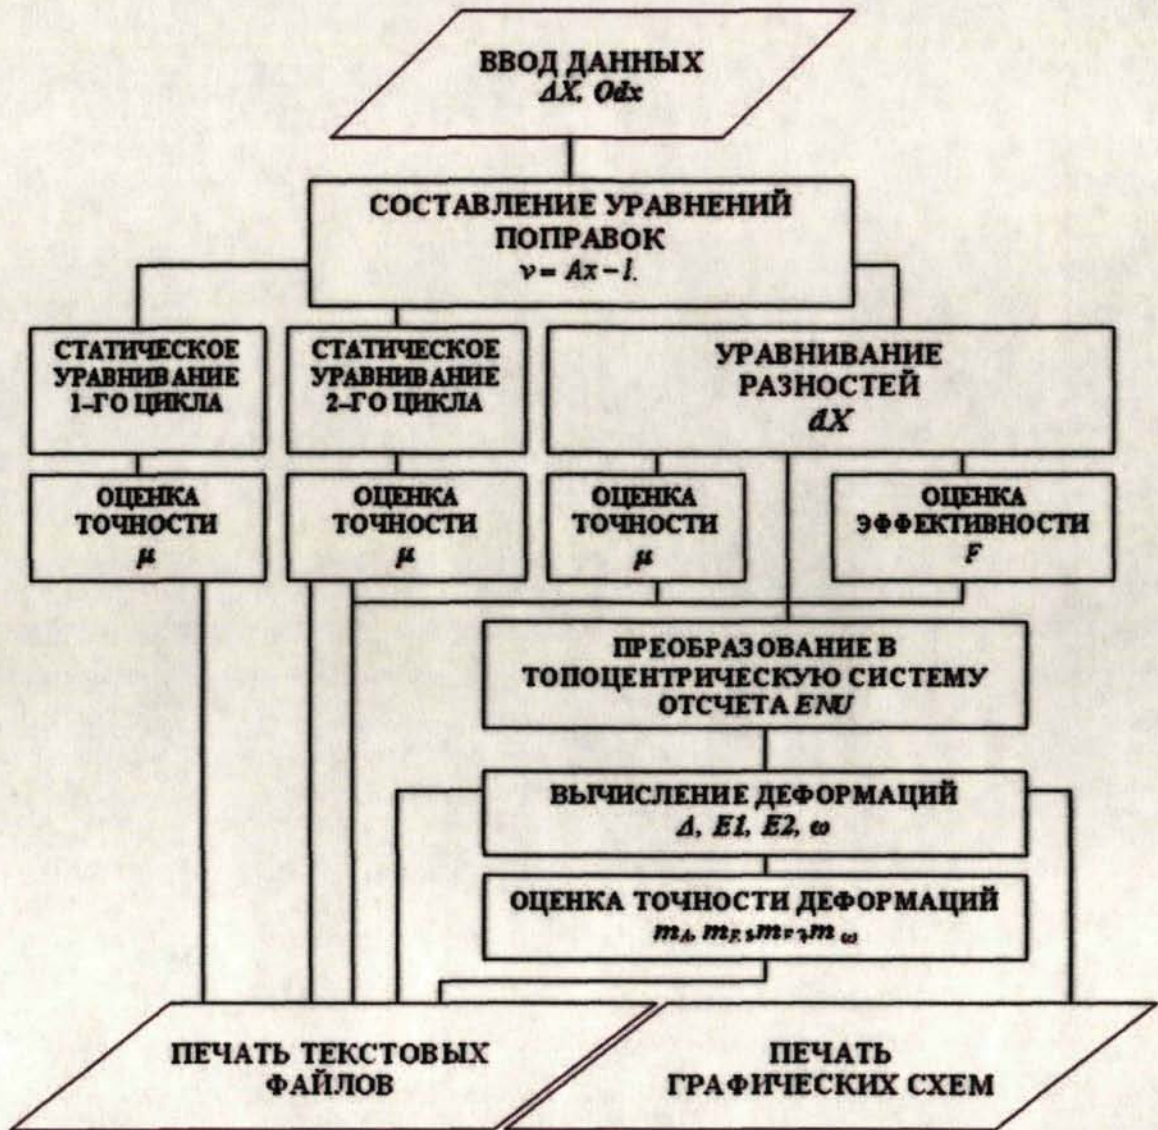 ВВОД ДАННЫХ
ΔX, Qdx
СОСТАВЛЕНИЕ УРАВНЕНИЙ
ПОПРАВОК
v = Ax – l.
СТАТИЧЕСКОЕ
УРАВНИВАНИЕ
1–ГО ЦИКЛА
СТАТИЧЕСКОЕ
УРАВНИВАНИЕ
2–ГО ЦИКЛА
УРАВНИВАНИЕ
РАЗНОСТЕЙ
dX
ОЦЕНКА
ТОЧНОСТИ
μ
ОЦЕНКА
ТОЧНОСТИ
μ
ОЦЕНКА
ТОЧНОСТИ
μ
ОЦЕНКА
ЭФФЕКТИВНОСТИ
F
ПРЕОБРАЗОВАНИЕ В
ТОПОЦЕНТРИЧЕСКУЮ СИСТЕМУ
ОТСЧЕТА ENU
ВЫЧИСЛЕНИЕ ДЕФОРМАЦИЙ
Δ, E1, E2, ω
ОЦЕНКА ТОЧНОСТИ ДЕФОРМАЦИЙ
ПЕЧАТЬ ТЕКСТОВЫХ
ФАЙЛОВ
ПЕЧАТЬ
ГРАФИЧЕСКИХ СХЕМ